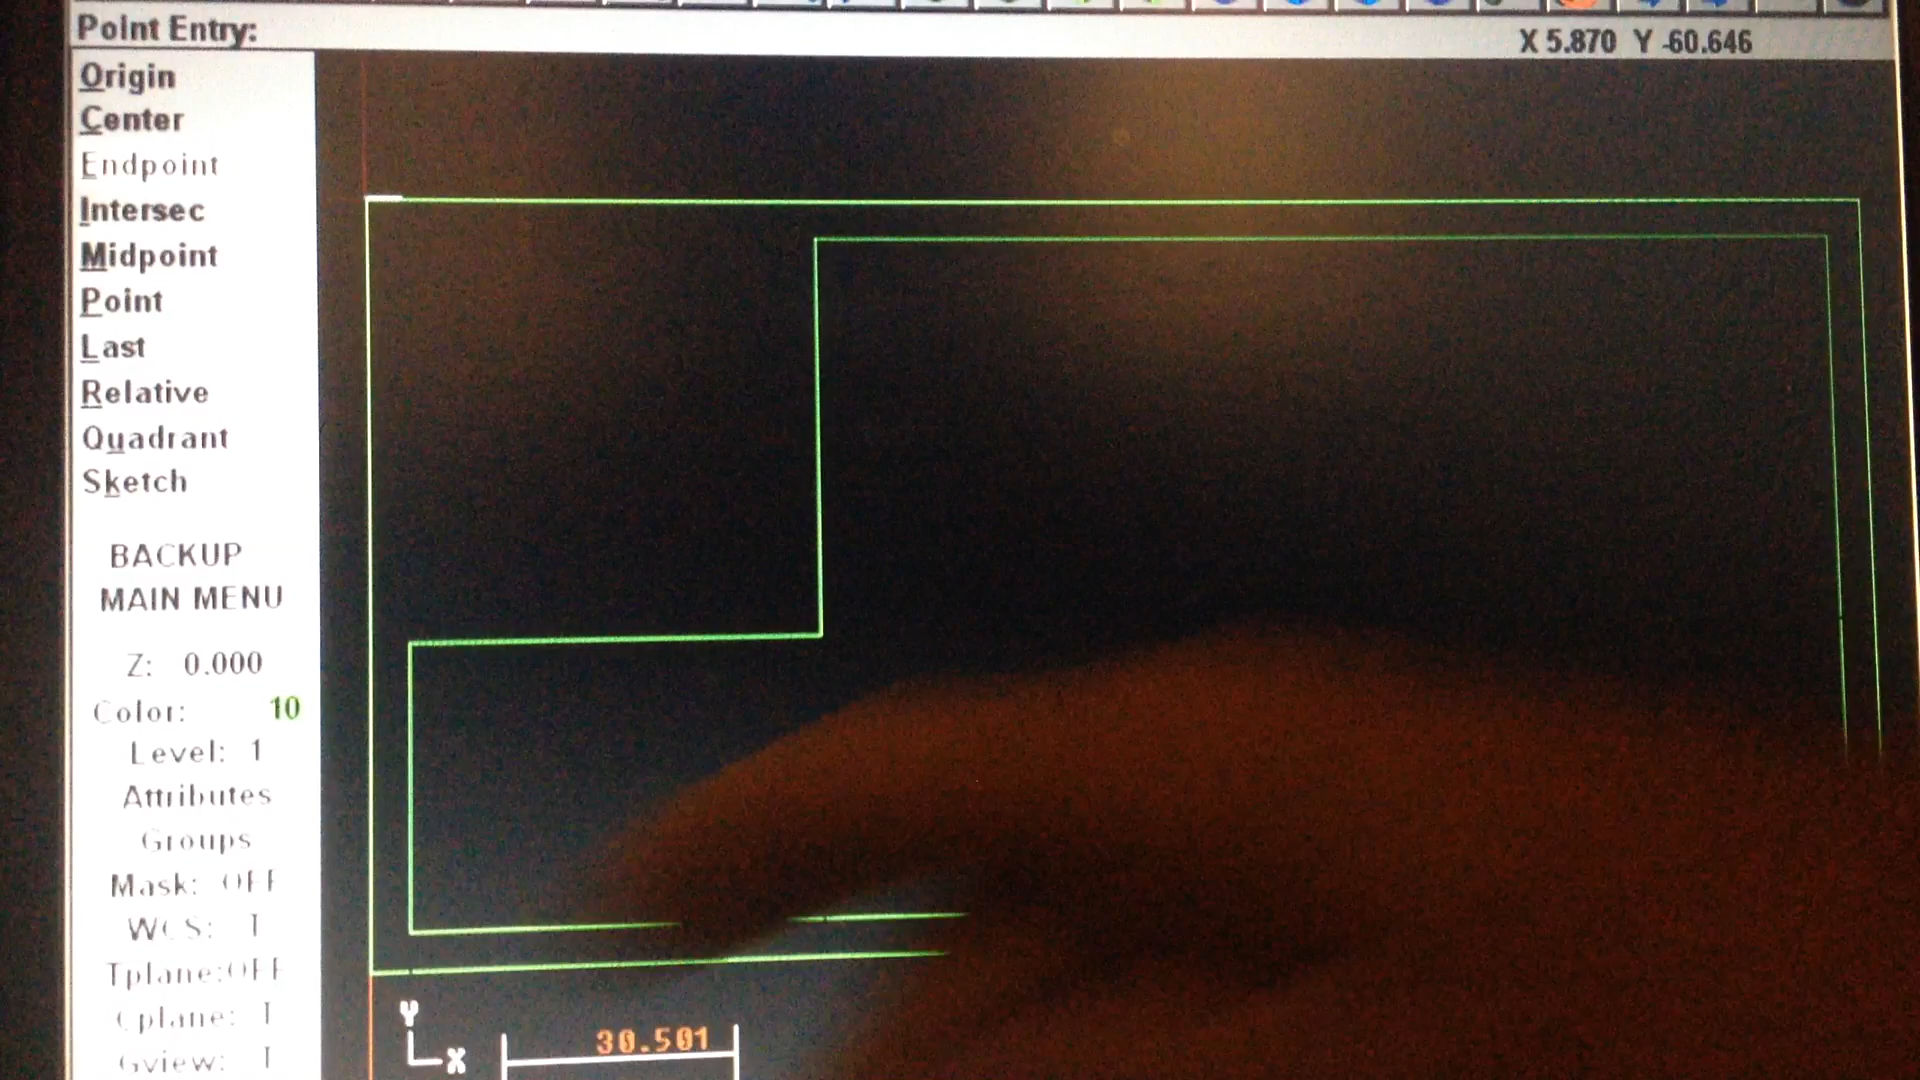 Point Entry:
X 5.870 Y -60.646
Origin
Center
Endpoint
Intersec
Midpoint
Point
Last
Relative
Quadrant
Sketch
BACKUP
MAIN MENU
Z: 0.000
Color: 10
Level: 1
Attributes
Groups
Mask: OFF
WCS: T
Tplane:OFF
Cplane: T
Gview: T
Y
X
30.501